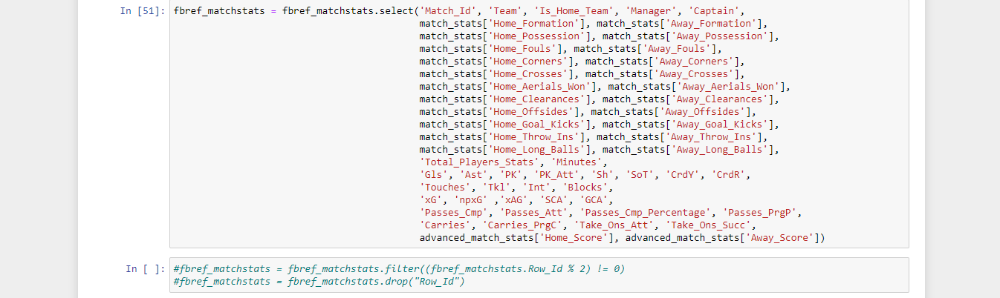 In [51]: fbref_matchstats = fbref_matchstats.select('Match_Id', 'Team', 'Is_Home_Team', 'Manager', 'Captain',
match_stats['Home_Formation'], match_stats['Away_Formation'],
match_stats['Home_Possession'], match_stats['Away_Possession'],
match_stats['Home_Fouls'], match_stats['Away_Fouls'],
match_stats['Home_Corners'], match_stats['Away_Corners'],
match_stats['Home_Crosses'], match_stats['Away_Crosses'],
match_stats['Home_Aerials_Won'], match_stats['Away_Aerials_Won'],
match_stats['Home_Clearances'], match_stats['Away_Clearances'],
match_stats['Home_Offsides'], match_stats['Away_Offsides'],
match_stats['Home_Goal_Kicks'], match_stats['Away_Goal_Kicks'],
match_stats['Home_Throw_Ins'], match_stats['Away_Throw_Ins'],
match_stats['Home_Long_Balls'], match_stats['Away_Long_Balls'],
'Total_Players_Stats', 'Minutes',
'Gls', 'Ast', 'PK', 'PK_Att', 'Sh', 'SoT', 'CrdY', 'CrdR',
'Touches', 'Tkl', 'Int', 'Blocks',
'xG', 'npxG' ,'xAG', 'SCA', 'GCA',
'Passes_Cmp', 'Passes_Att', 'Passes_Cmp_Percentage', 'Passes_PrgP',
'Carries', 'Carries_PrgC', 'Take_Ons_Att', 'Take_Ons_Succ',
advanced_match_stats['Home_Score'], advanced_match_stats['Away_Score'])
In [ ]: #fbref_matchstats = fbref_matchstats.filter((fbref_matchstats.Row_Id % 2) != 0)
#fbref_matchstats = fbref_matchstats.drop("Row_Id")